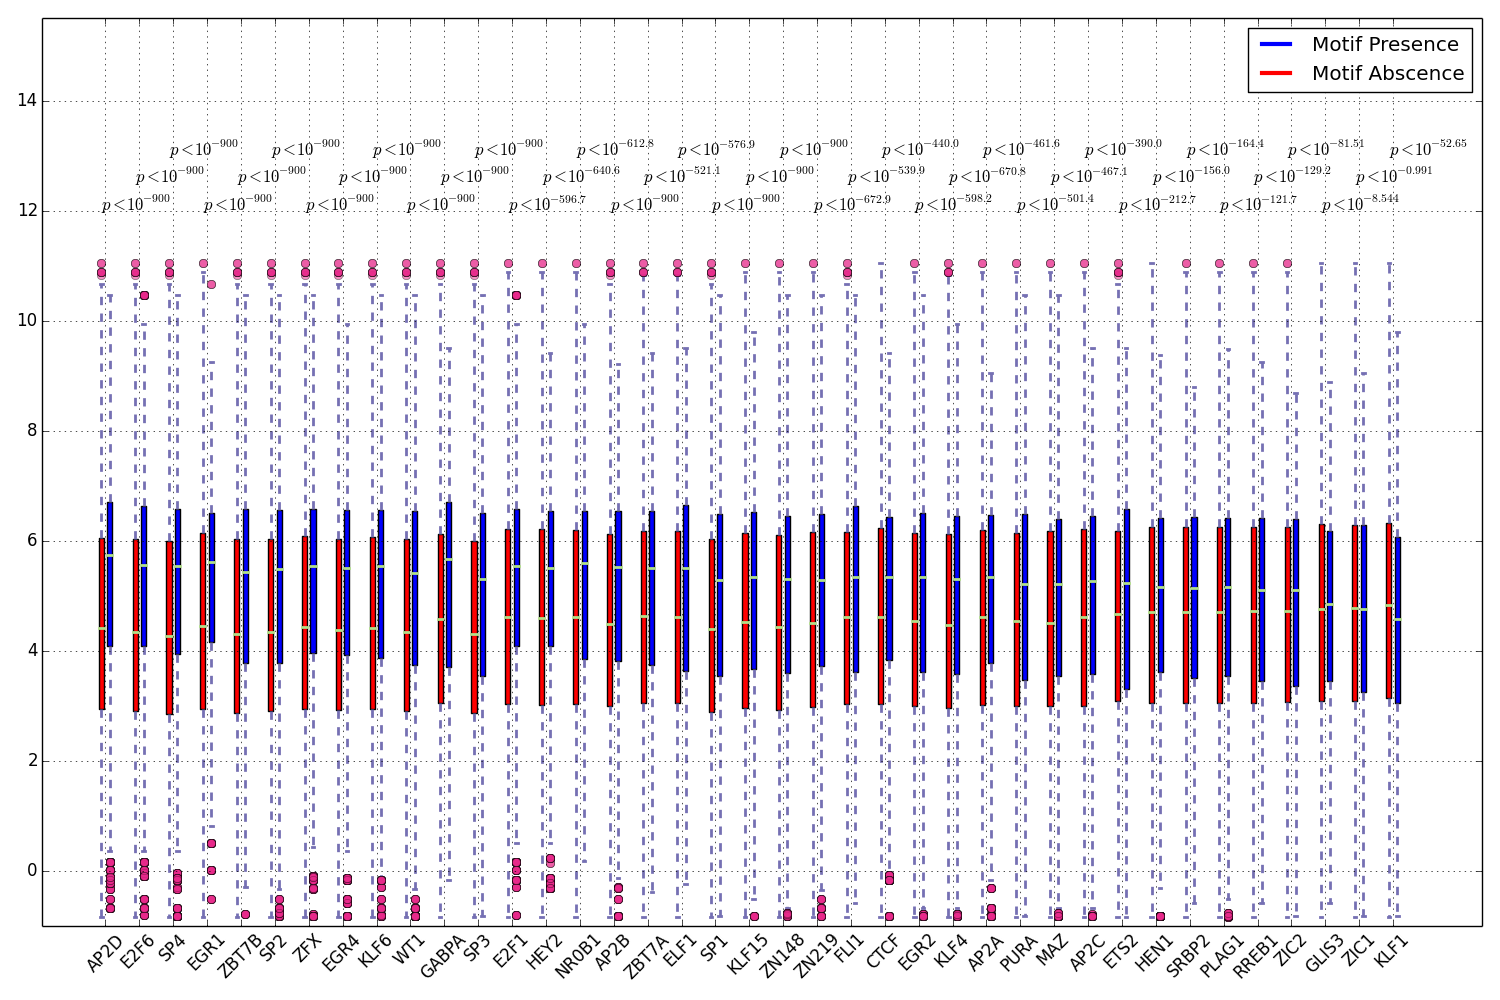 Motif Presence
Motif Abscence
14
p<10^−900 p<10^−900 p<10^−900 p<10^−900 p<10^−612.8 p<10^−576.9 p<10^−900 p<10^−440.0 p<10^−461.6 p<10^−390.0 p<10^−164.4 p<10^−81.51 p<10^−52.65
p<10^−900 p<10^−900 p<10^−900 p<10^−900 p<10^−640.6 p<10^−521.1 p<10^−900 p<10^−539.9 p<10^−670.8 p<10^−467.1 p<10^−156.0 p<10^−129.2 p<10^−0.991
p<10^−900 p<10^−900 p<10^−900 p<10^−900 p<10^−596.7 p<10^−900 p<10^−900 p<10^−672.9 p<10^−598.2 p<10^−501.4 p<10^−212.7 p<10^−121.7 p<10^−8.544
12
10
8
6
4
2
0
AP2D E2F6 SP4 EGR1 ZBT7B SP2 ZFX EGR4 KLF6 WT1 GABPA SP3 E2F1 HEY2 NR0B1 AP2B ZBT7A ELF1 SP1 KLF15 ZN148 ZN219 FLI1 CTCF EGR2 KLF4 AP2A PURA MAZ AP2C ETS2 HEN1 SRBP2 PLAG1 RREB1 ZIC2 GLIS3 ZIC1 KLF1